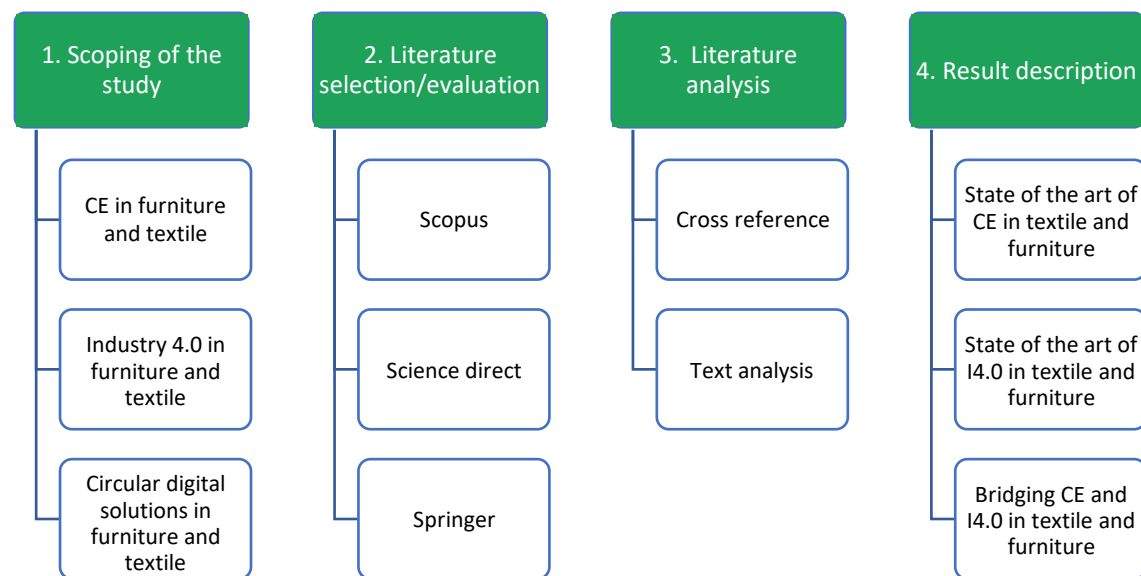 1. Scoping of the
study
CE in furniture
and textile
Industry 4.0 in
furniture and
textile
Circular digital
solutions in
furniture and
textile
2. Literature
selection/evaluation
Scopus
Science direct
Springer
3. Literature
analysis
Cross reference
Text analysis
4. Result description
State of the art of
CE in textile and
furniture
State of the art of
I4.0 in textile and
furniture
Bridging CE and
I4.0 in textile and
furniture